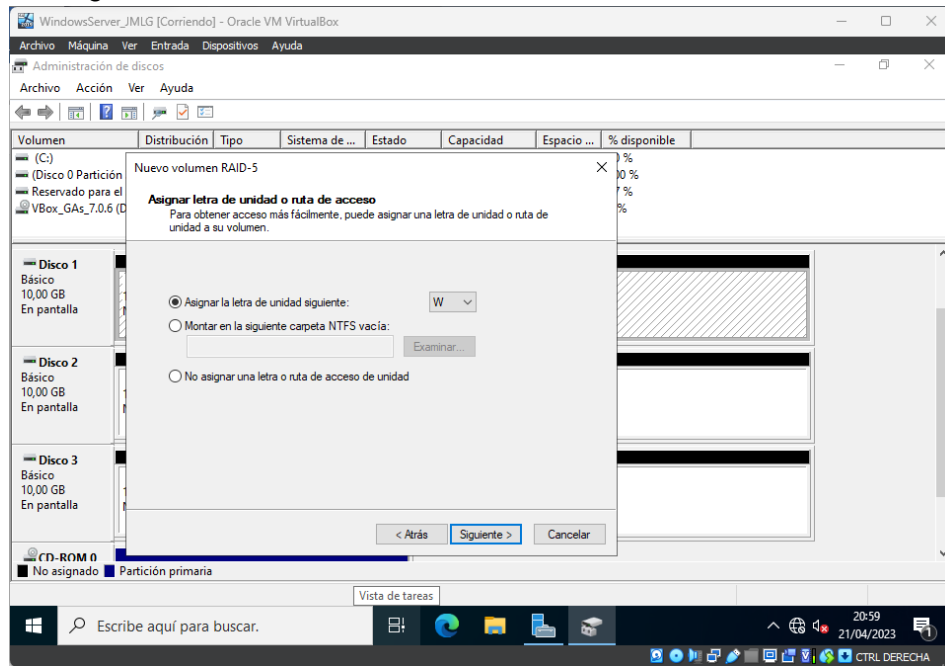 WindowsServer_JMLG [Corriendo] - Oracle VM VirtualBox
Archivo Máquina Ver Entrada Dispositivos Ayuda
Administración de discos
Archivo Acción Ver Ayuda
Volumen Distribución Tipo Sistema de ... Estado Capacidad Espacio ... % disponible
(C:)
(Disco 0 Partición
Reservado para el
VBox_GAs_7.0.6 (D
Nuevo volumen RAID-5
Asignar letra de unidad o ruta de acceso
Para obtener acceso más fácilmente, puede asignar una letra de unidad o ruta de
unidad a su volumen.
Asignar la letra de unidad siguiente: W
Montar en la siguiente carpeta NTFS vacía:
Examinar...
No asignar una letra o ruta de acceso de unidad
< Atrás Siguiente > Cancelar
Disco 1
Básico
10,00 GB
En pantalla
Disco 2
Básico
10,00 GB
En pantalla
Disco 3
Básico
10,00 GB
En pantalla
CD-ROM 0
No asignado Partición primaria
Vista de tareas
Escribe aquí para buscar.
20:59
21/04/2023
1
CTRL DERECHA